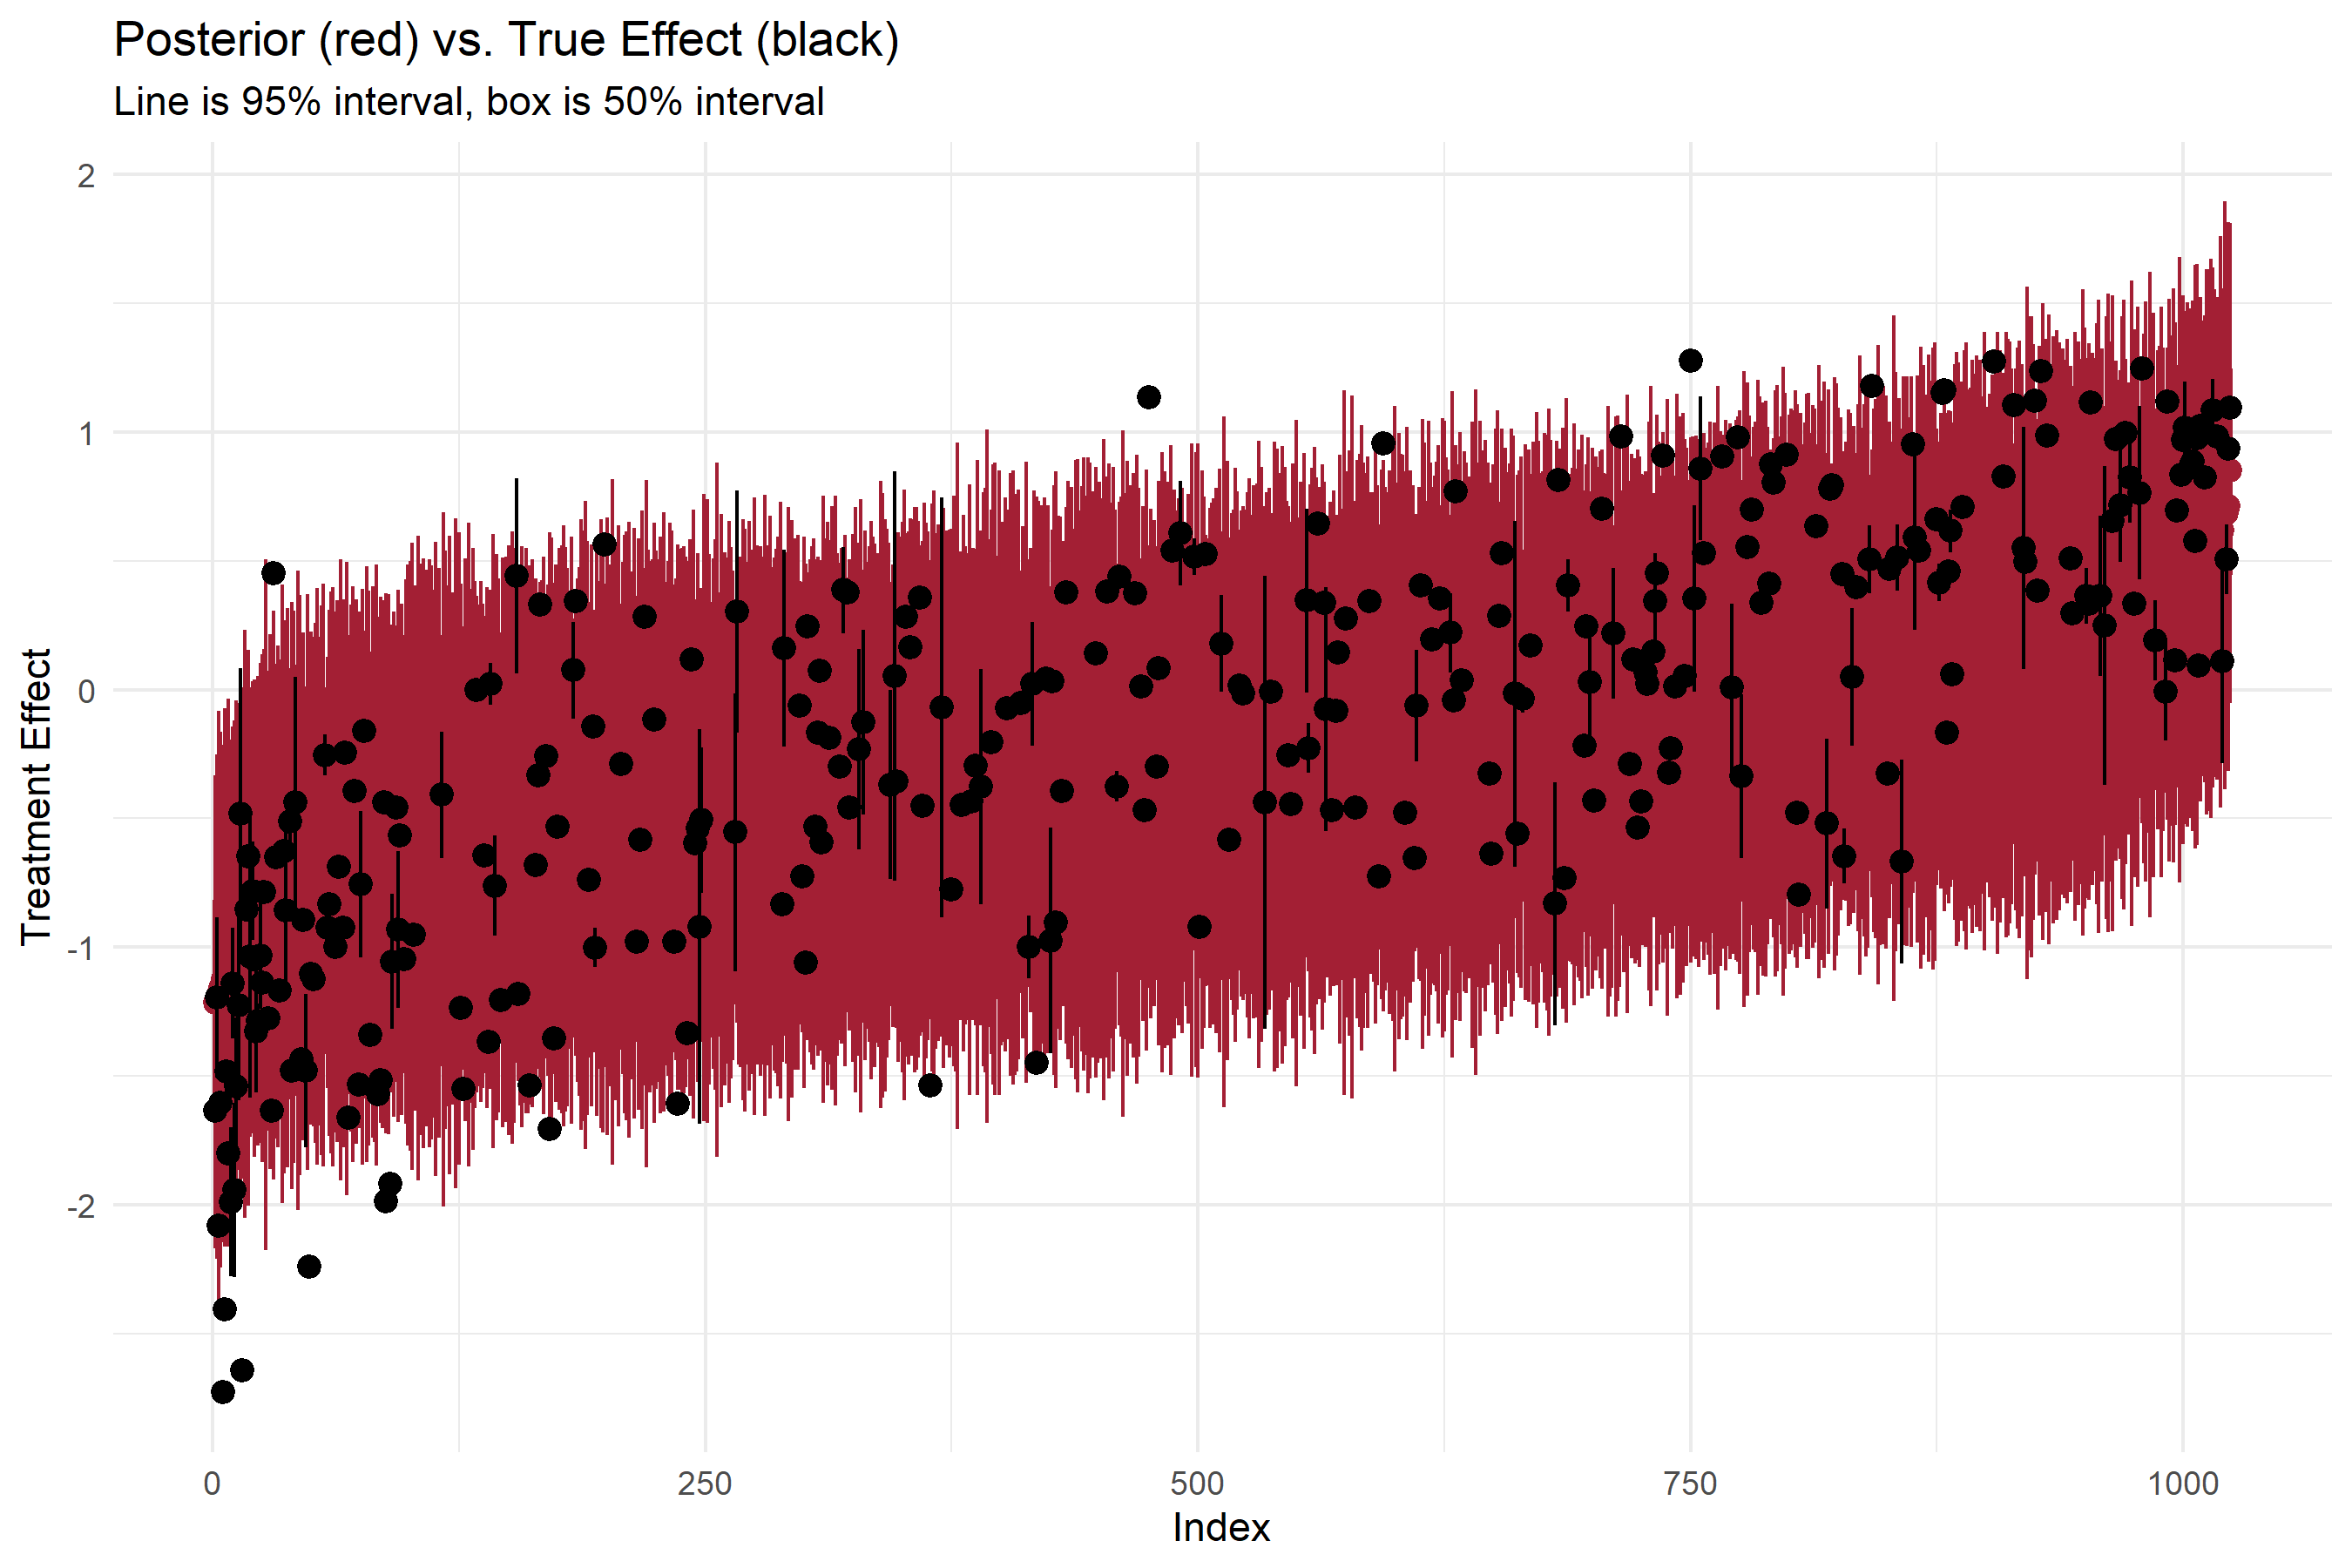 Posterior (red) vs. True Effect (black)
Line is 95% interval, box is 50% interval
Treatment Effect
2
1
0
-1
-2
0
250
500
750
1000
Index